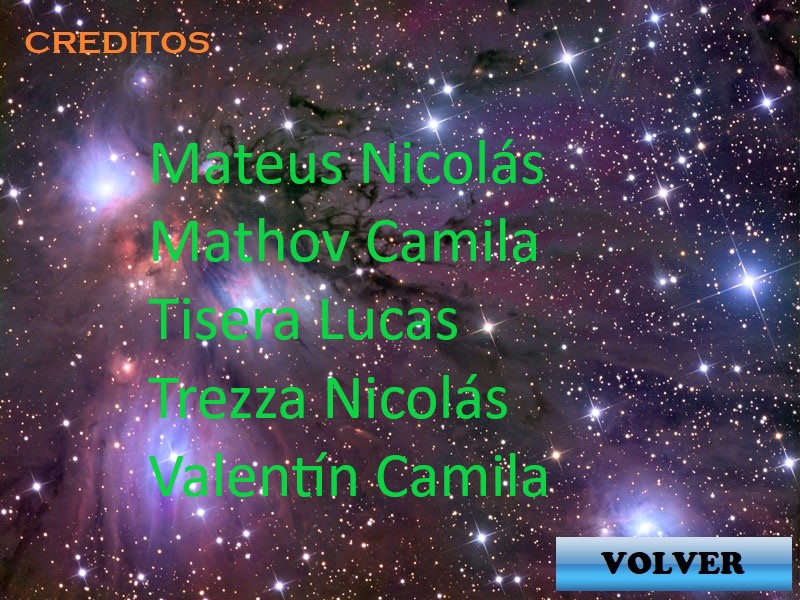 CREDITOS
Mateus Nicolás
Mathov Camila
Tisera Lucas
Trezza Nicolás
Valentín Camila
VOLVER